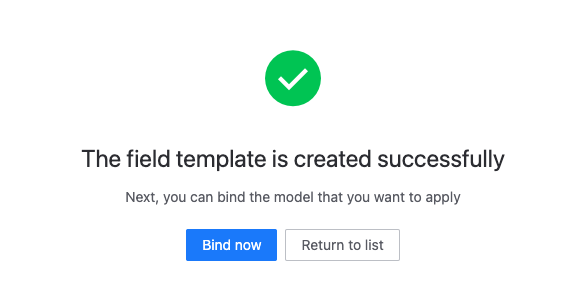 The field template is created successfully
Next, you can bind the model that you want to apply
Bind now
Return to list